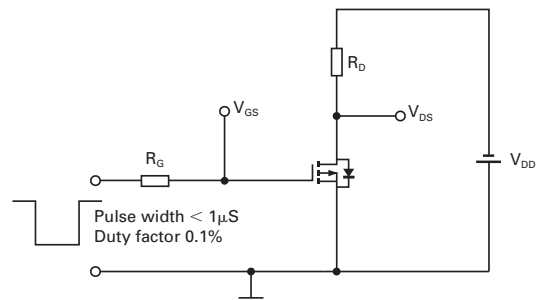 R_D
V_GS
V_DS
R_G
V_DD
Pulse width < 1μS
Duty factor 0.1%